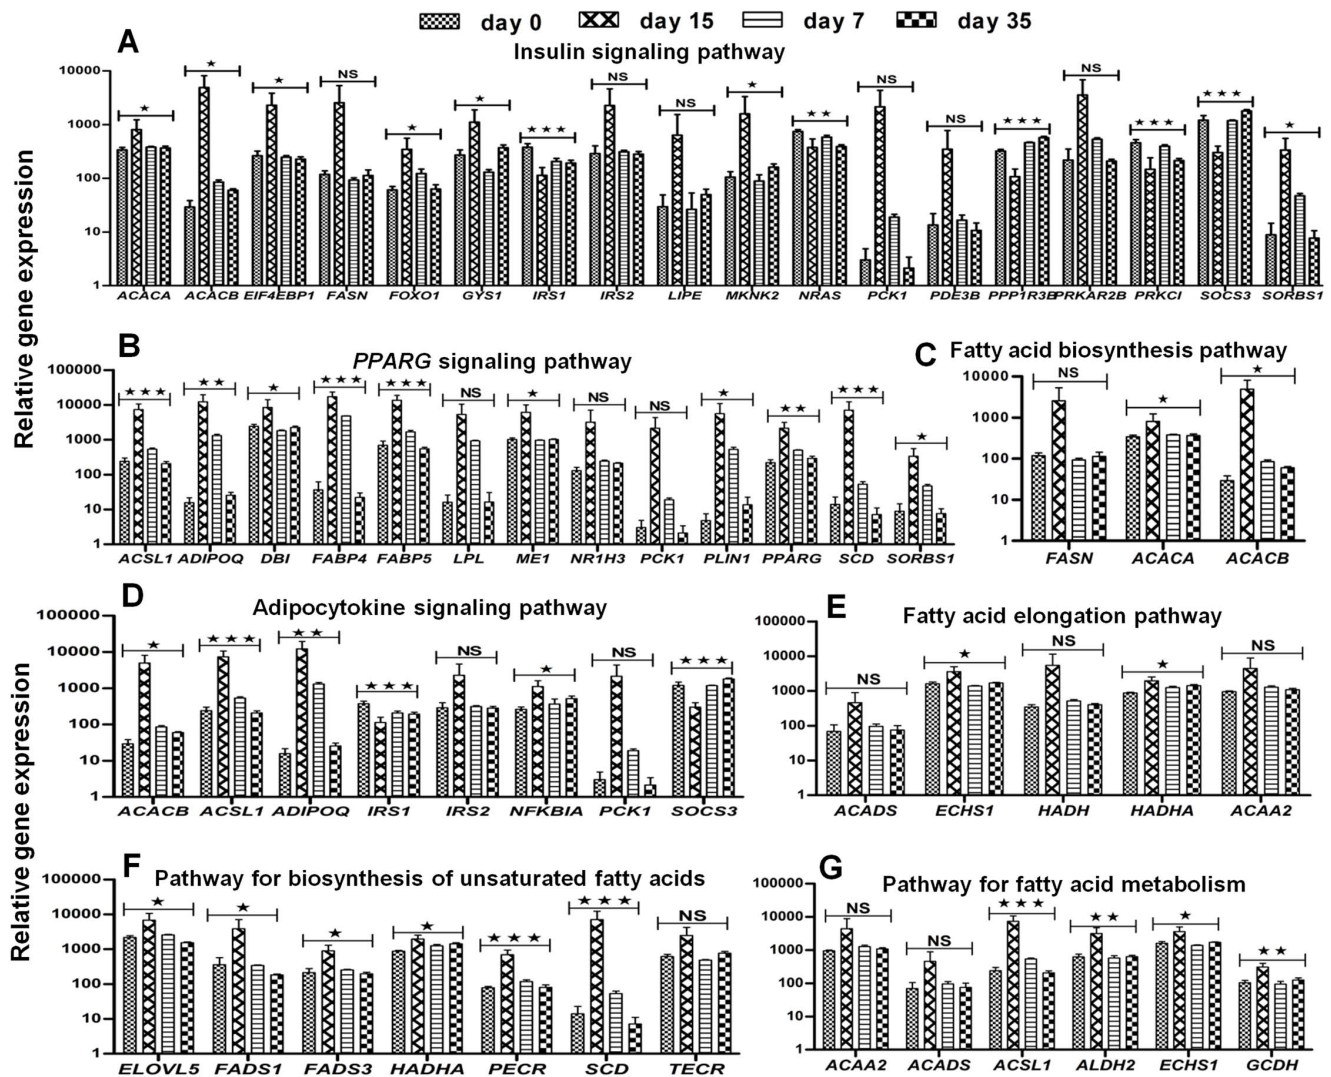 day 0 day 15 day 7 day 35
A
Insulin signaling pathway
Relative gene expression
10000
1000
100
10
1
★ ★ ★ NS ★ ★ ★★★ NS NS ★ ★★ NS NS ★★★ NS ★★★ ★★★ ★
ACACA ACACB EIF4EBP1 FASN FOXO1 GYS1 IRS1 IRS2 LIPE MKNK2 NRAS PCK1 PDE3B PPP1R3B PRKAR2B PRKCI SOCS3 SORBS1
B
PPARG signaling pathway
100000
10000
1000
100
10
1
★★★ ★★ ★ ★★★ ★★★ NS ★ NS NS ★ ★★ ★★★ ★
ACSL1 ADIPOQ DBI FABP4 FABP5 LPL ME1 NR1H3 PCK1 PLIN1 PPARG SCD SORBS1
C
Fatty acid biosynthesis pathway
10000
1000
100
10
1
NS ★ ★
FASN ACACA ACACB
Relative gene expression
D
Adipocytokine signaling pathway
100000
10000
1000
100
10
1
★ ★★★ ★★ ★★★ NS ★ NS ★★★
ACACB ACSL1 ADIPOQ IRS1 IRS2 NFKBIA PCK1 SOCS3
E
Fatty acid elongation pathway
100000
10000
1000
100
10
1
NS ★ NS ★ NS
ACADS ECHS1 HADH HADHA ACAA2
F
Pathway for biosynthesis of unsaturated fatty acids
100000
10000
1000
100
10
1
★ ★ ★ ★ ★★★ ★★★ NS
ELOVL5 FADS1 FADS3 HADHA PECR SCD TECR
G
Pathway for fatty acid metabolism
100000
10000
1000
100
10
1
NS NS ★★★ ★★ ★ ★★
ACAA2 ACADS ACSL1 ALDH2 ECHS1 GCDH